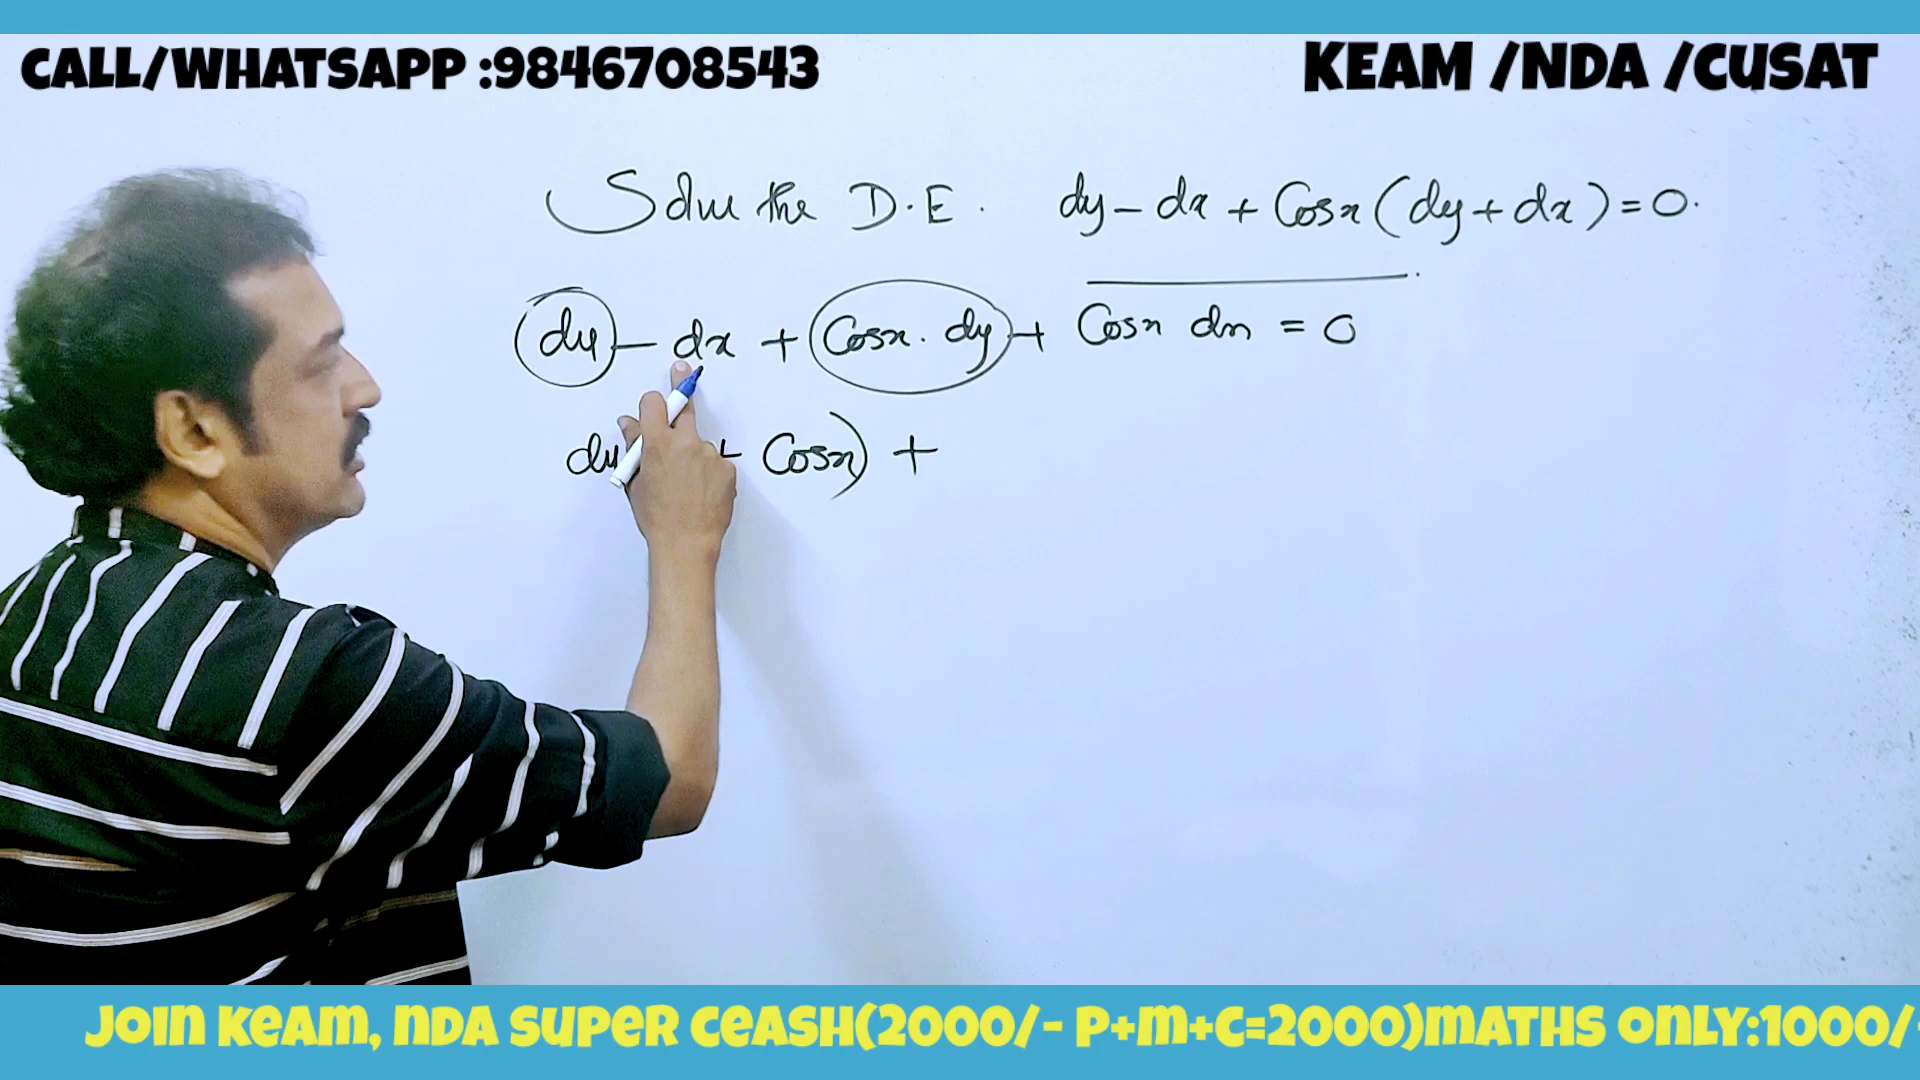 CALL/WHATSAPP :9846708543
KEAM /NDA /CUSAT
Solve the D.E. dy - dx + Cosx (dy + dx) = 0.
dy - dx + Cosx. dy + Cosx dx = 0
dy + Cosx) +
JOIN KEAM, NDA SUPER CEASH(2000/- P+M+C=2000)MATHS ONLY:1000/-